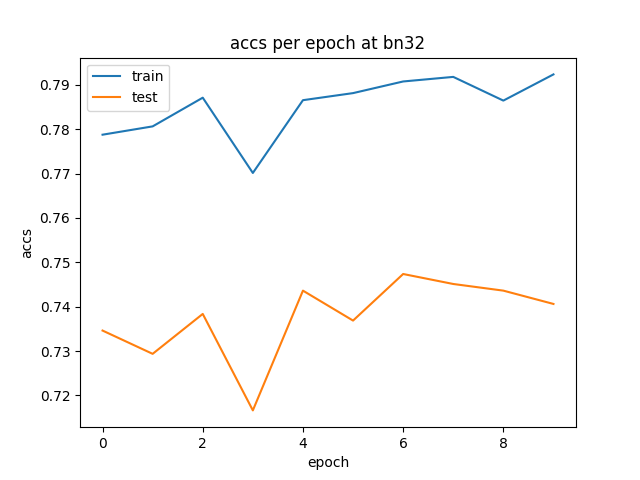 accs per epoch at bn32
train
test
accs
0.79
0.78
0.77
0.76
0.75
0.74
0.73
0.72
0 2 4 6 8
epoch